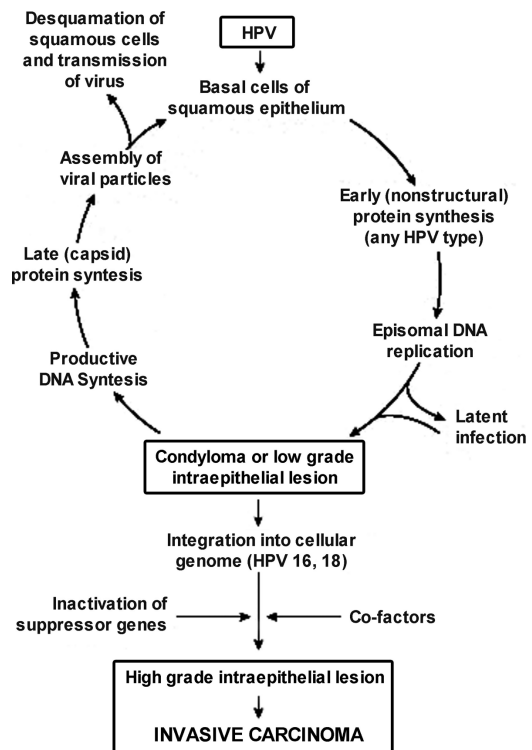 HPV
Basal cells of
squamous epithelium
Early (nonstructural)
protein synthesis
(any HPV type)
Episomal DNA
replication
Latent
infection
Condyloma or low grade
intraepithelial lesion
Productive
DNA Syntesis
Late (capsid)
protein syntesis
Assembly of
viral particles
Desquamation of
squamous cells
and transmission
of virus
Integration into cellular
genome (HPV 16, 18)
Inactivation of
suppressor genes
Co-factors
High grade intraepithelial lesion
INVASIVE CARCINOMA